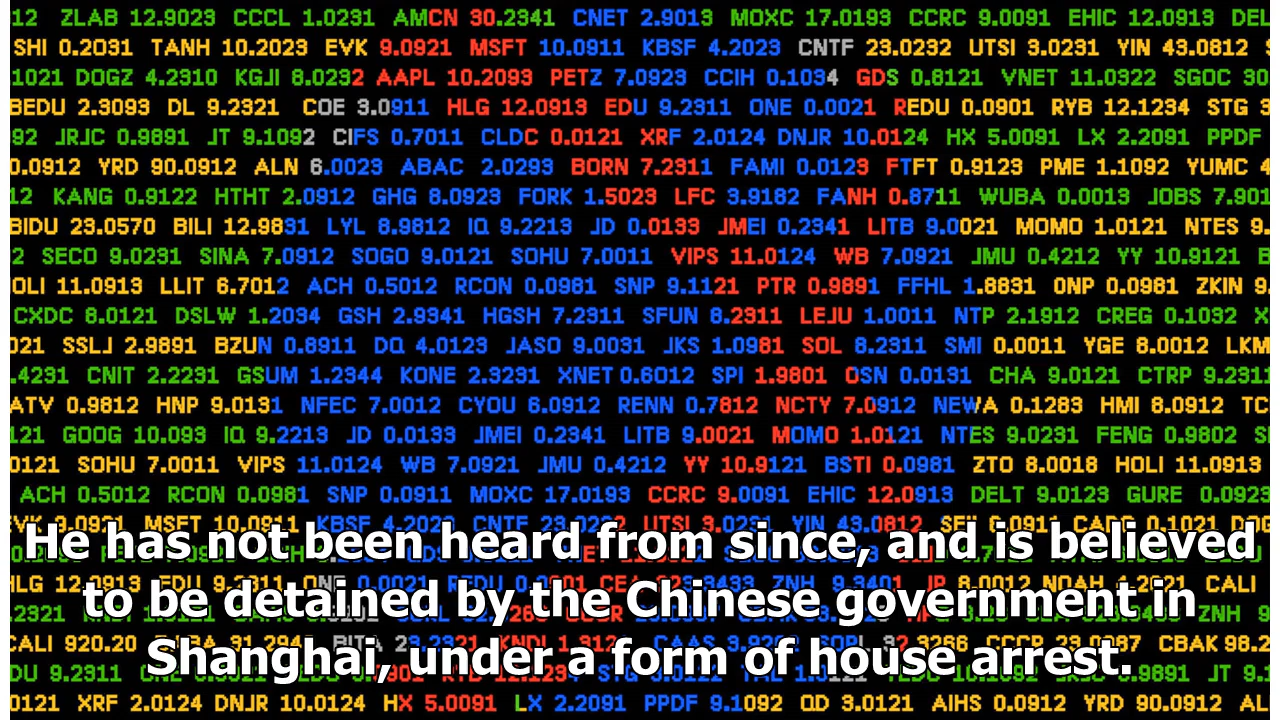 12 ZLAB 12.9023 CCCL 1.0231 AMCN 30.2341 CNET 2.9013 MOXC 17.0193 CCRC 9.0091 EHIC 12.0913 DEL
SHI 0.2031 TANH 10.2023 EVK 9.0921 MSFT 10.0911 KBSF 4.2023 CNTF 23.0232 UTSI 3.0231 YIN 43.0812 S
1021 DOGZ 4.2310 KGJI 8.0232 AAPL 10.2093 PETZ 7.0923 CCIH 0.1034 GDS 0.8121 VNET 11.0322 SGOC 30
BEDU 2.3093 DL 9.2321 COE 3.0911 HLG 12.0913 EDU 9.2311 ONE 0.0021 REDU 0.0901 RYB 12.1234 STG 3
92 JRJC 0.9891 JT 9.1092 CIFS 0.7011 CLDC 0.0121 XRF 2.0124 DNJR 10.0124 HX 5.0091 LX 2.2091 PPDF
0.0912 YRD 90.0912 ALN 6.0023 ABAC 2.0293 BORN 7.2311 FAMI 0.0123 FTFT 0.9123 PME 1.1092 YUMC 4
12 KANG 0.9122 HTHT 2.0912 GHG 8.0923 FORK 1.5023 LFC 3.9182 FANH 0.8711 WUBA 0.0013 JOBS 7.901
BIDU 23.0570 BILI 12.9831 LYL 8.9812 IQ 9.2213 JD 0.0133 JMEI 0.2341 LITB 9.0021 MOMO 1.0121 NTES 9.
2 SECO 9.0231 SINA 7.0912 SOGO 9.0121 SOHU 7.0011 VIPS 11.0124 WB 7.0921 JMU 0.4212 YY 10.9121 B
OLI 11.0913 LLIT 6.7012 ACH 0.5012 RCON 0.0981 SNP 9.1121 PTR 0.9891 FFHL 1.8831 ONP 0.0981 ZKIN 9.
CXDC 8.0121 DSLW 1.2034 GSH 2.9341 HGSH 7.2311 SFUN 8.2311 LEJU 1.0011 NTP 2.1912 CREG 0.1092 X
021 SSLJ 2.9891 BZUN 0.8911 DQ 4.0123 JASO 9.0031 JKS 1.0981 SOL 8.2311 SMI 0.0011 YGE 8.0012 LKM
.4231 CNIT 2.2231 GSUM 1.2344 KONE 2.3231 XNET 0.6012 SPI 1.9801 OSN 0.0131 CHA 9.0121 CTRP 9.2311
ATV 0.9812 HNP 9.0131 NFEC 7.0012 CYOU 6.0912 RENN 0.7812 NCTY 7.0912 NEWA 0.1283 HMI 8.0912 TC
121 GOOG 10.093 IQ 9.2213 JD 0.0133 JMEI 0.2341 LITB 9.0021 MOMO 1.0121 NTES 9.0231 FENG 0.9802 S
0121 SOHU 7.0011 VIPS 11.0124 WB 7.0921 JMU 0.4212 YY 10.9121 BSTI 0.0981 ZTO 8.0018 HOLI 11.0913
ACH 0.5012 RCON 0.0981 SNP 0.0911 MOXC 17.0193 CCRC 9.0091 EHIC 12.0913 DELT 9.0123 GURE 0.0923
He has not been heard from since, and is believed
to be detained by the Chinese government in
Shanghai, under a form of house arrest.
0121 XRF 2.0124 DNJR 10.0124 HX 5.0091 LX 2.2091 PPDF 9.1092 QD 3.0121 AIHS 0.0912 YRD 90.0912 AL